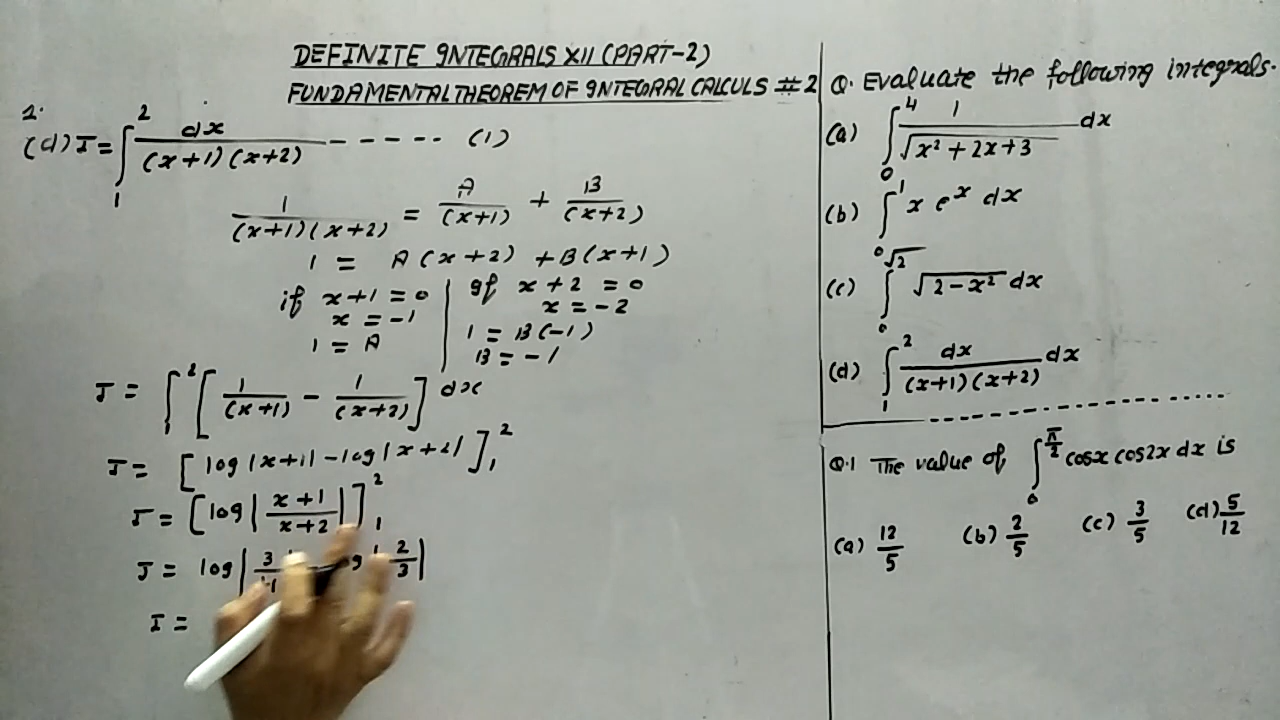 DEFINITE INTEGRALS XII (PART-2)
FUNDAMENTAL THEOREM OF INTEGRAL CALCULS #2
2.
(d) I = ∫₁² dx / (x+1)(x+2) ------ (1)
1/(x+1)(x+2) = A/(x+1) + B/(x+2)
1 = A(x+2) + B(x+1)
if x+1 = 0
x = -1
1 = A
If x+2 = 0
x = -2
1 = B(-1)
B = -1
I = ∫₁² [1/(x+1) - 1/(x+2)] dx
I = [log|x+1| - log|x+2|]₁²
I = [log|x+1/x+2|]₁²
I = log|3/4| - log|2/3|
I =
Q. Evaluate the following integrals.
(a) ∫₀⁴ 1/√(x²+2x+3) dx
(b) ∫₀¹ x eˣ dx
(c) ∫₀^√2 √(2-x²) dx
(d) ∫₁² dx/(x+1)(x+2) dx
Q.1 The value of ∫₀^π/2 cosx cos2x dx is
(a) 12/5 (b) 2/5 (c) 3/5 (d) 5/12